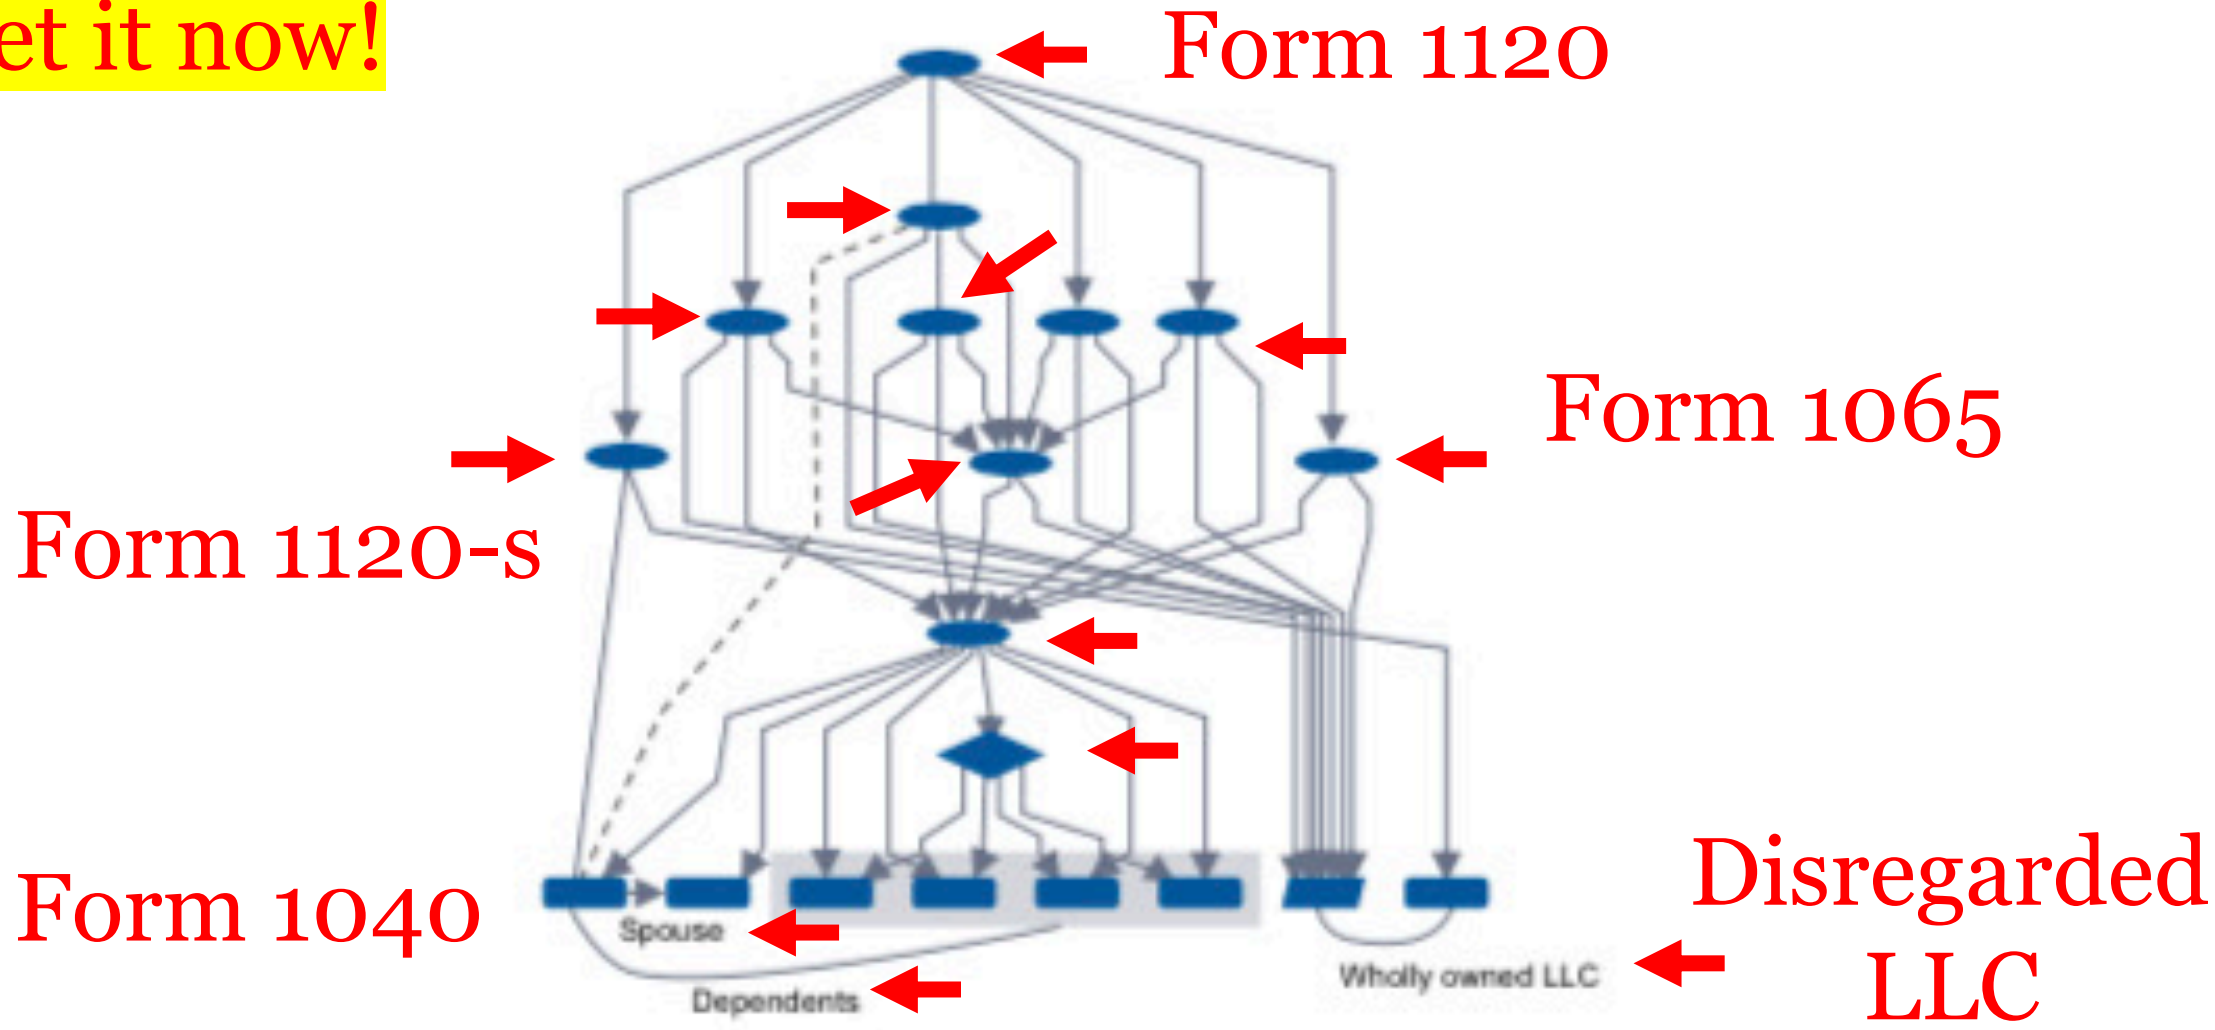 et it now!
Form 1120
Form 1065
Form 1120-s
Form 1040
Spouse
Dependents
Wholly owned LLC
Disregarded
LLC